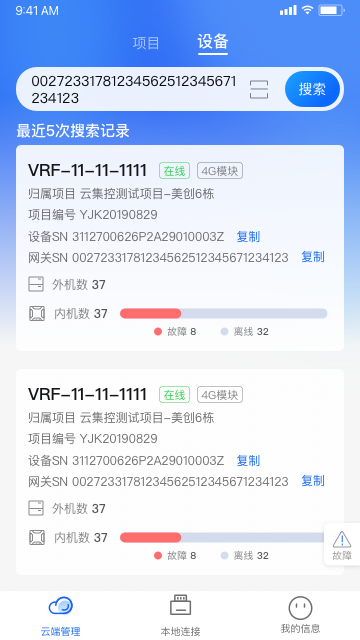 9:41 AM
项目
设备
00272331781234562512345671
234123
搜索
最近5次搜索记录
VRF-11-11-1111 在线 4G模块
归属项目 云集控测试项目-美创6栋
项目编号 YJK20190829
设备SN 3112700626P2A29010003Z 复制
网关SN 00272331781234562512345671234123 复制
外机数 37
内机数 37
故障 8 离线 32
VRF-11-11-1111 在线 4G模块
归属项目 云集控测试项目-美创6栋
项目编号 YJK20190829
设备SN 3112700626P2A29010003Z 复制
网关SN 00272331781234562512345671234123 复制
外机数 37
内机数 37
故障 8 离线 32
故障
云端管理
本地连接
我的信息